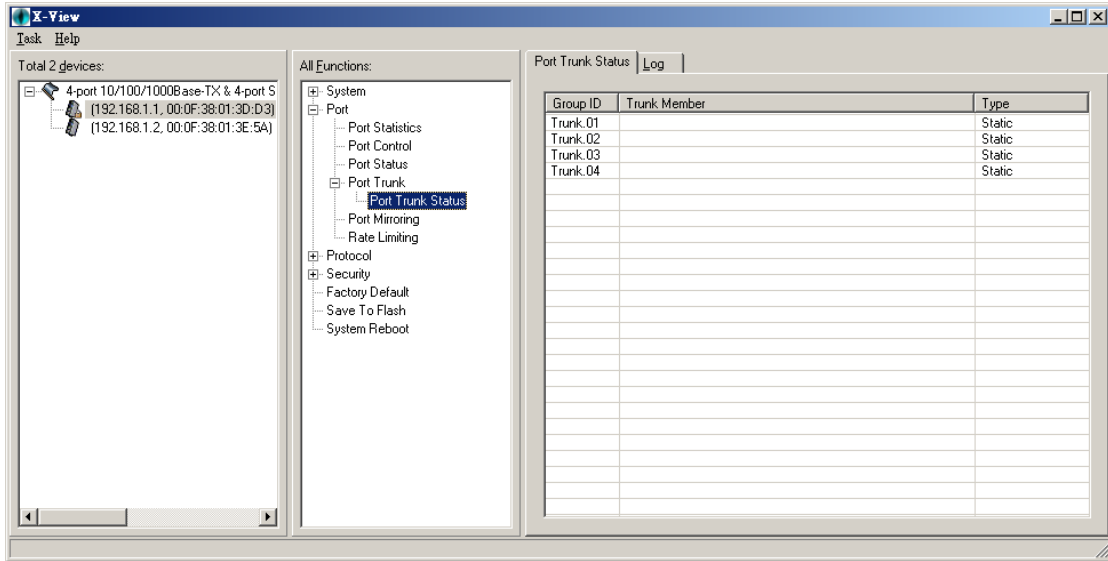 X-View
Task Help
Total 2 devices:
4-port 10/100/1000Base-TX & 4-port S
(192.168.1.1, 00:0F:38:01:3D:D3)
(192.168.1.2, 00:0F:38:01:3E:5A)
All Functions:
System
Port
Port Statistics
Port Control
Port Status
Port Trunk
Port Trunk Status
Port Mirroring
Rate Limiting
Protocol
Security
Factory Default
Save To Flash
System Reboot
Port Trunk Status Log
Group ID Trunk Member Type
Trunk.01 Static
Trunk.02 Static
Trunk.03 Static
Trunk.04 Static